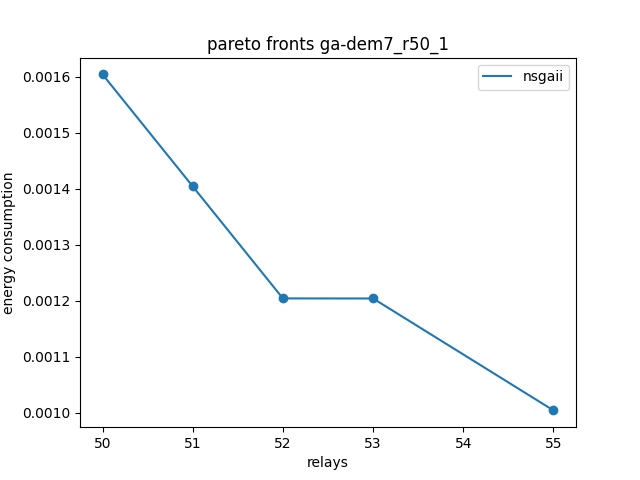 pareto fronts ga-dem7_r50_1
nsgaii
energy consumption
0.0016
0.0015
0.0014
0.0013
0.0012
0.0011
0.0010
50 51 52 53 54 55
relays